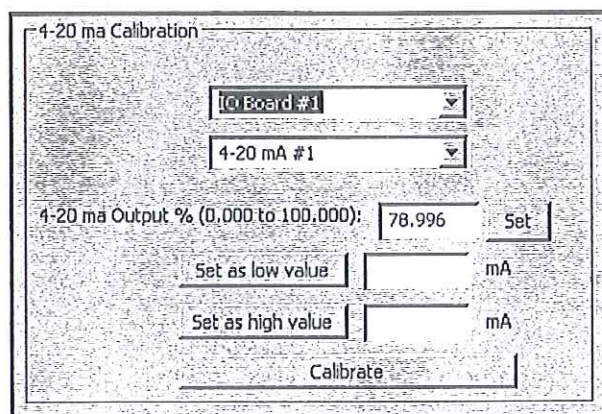 4-20 ma Calibration
IO Board #1
4-20 mA #1
4-20 ma Output % (0.000 to 100.000): 78.996 Set
Set as low value mA
Set as high value mA
Calibrate